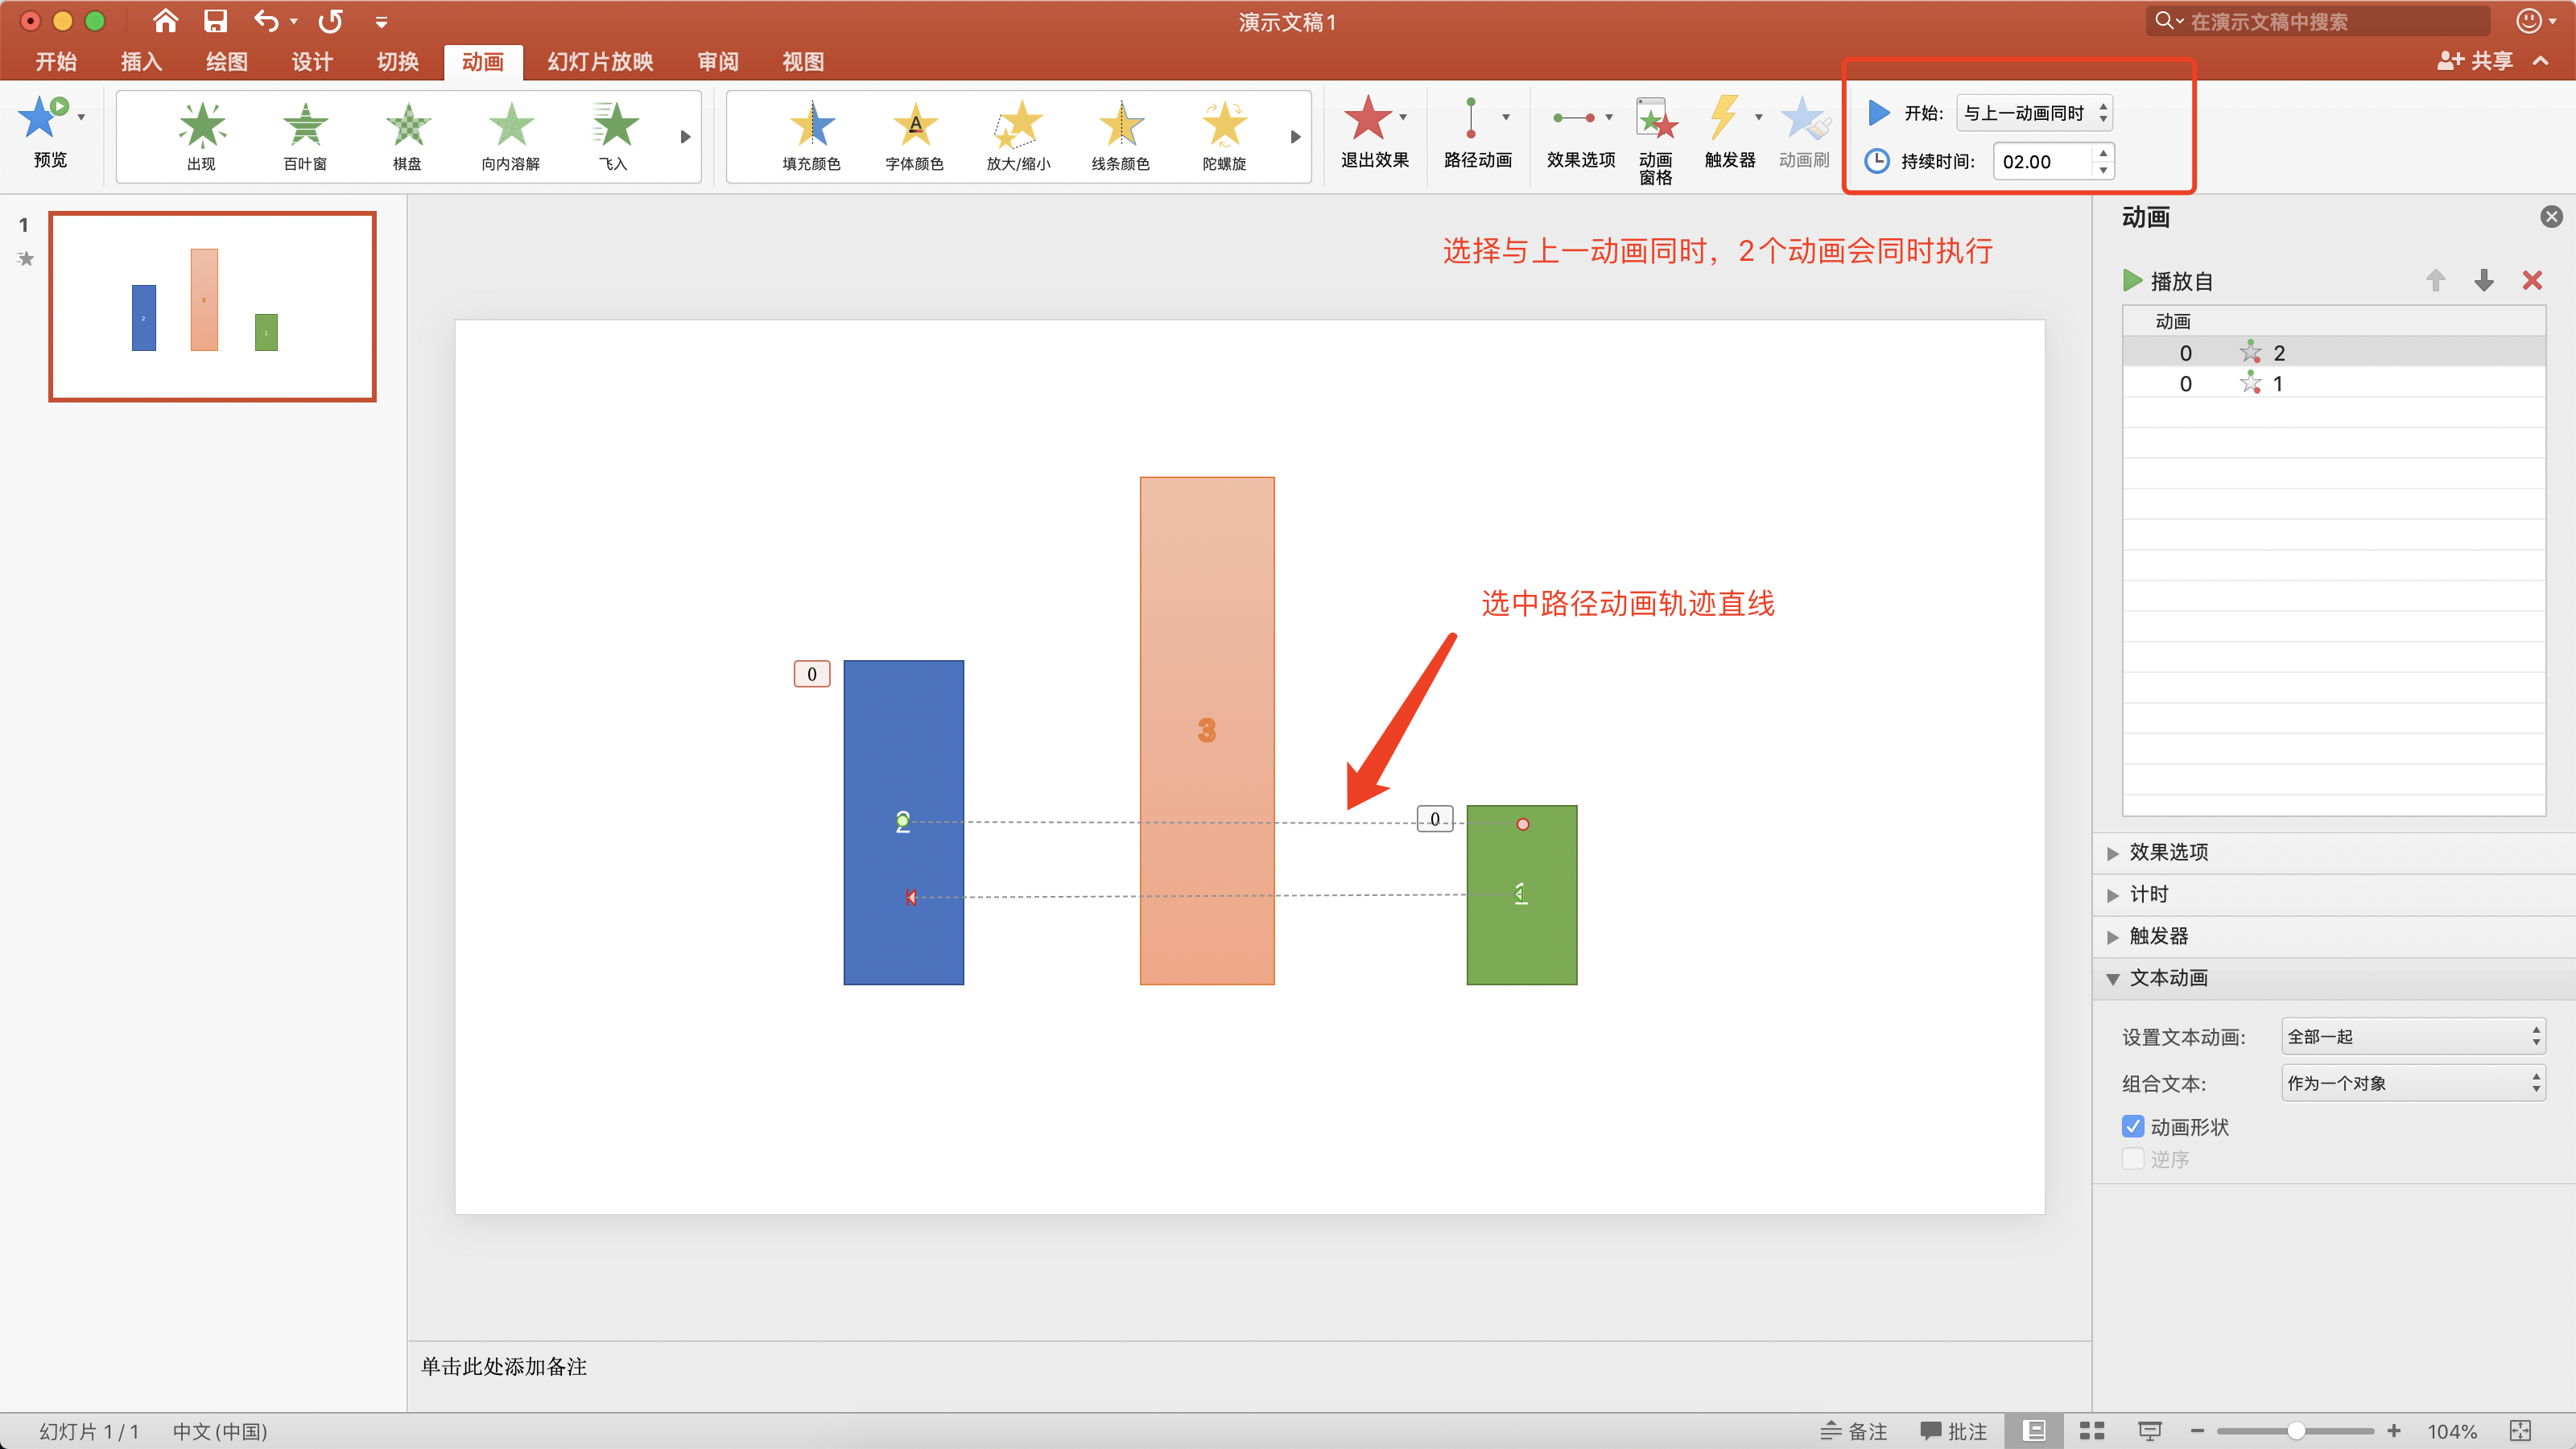 演示文稿1
在演示文稿中搜索
开始 插入 绘图 设计 切换 动画 幻灯片放映 审阅 视图
共享
预览
出现 百叶窗 棋盘 向内溶解 飞入
填充颜色 字体颜色 放大/缩小 线条颜色 陀螺旋
退出效果 路径动画 效果选项 动画
窗格
触发器 动画刷
开始: 与上一动画同时
持续时间: 02.00
1
2
3
1
选择与上一动画同时，2个动画会同时执行
选中路径动画轨迹直线
0
3
2
0
1
动画
播放自
动画
0 2
0 1
效果选项
计时
触发器
文本动画
设置文本动画: 全部一起
组合文本: 作为一个对象
动画形状
逆序
单击此处添加备注
幻灯片 1 / 1 中文 (中国)
备注 批注 104%